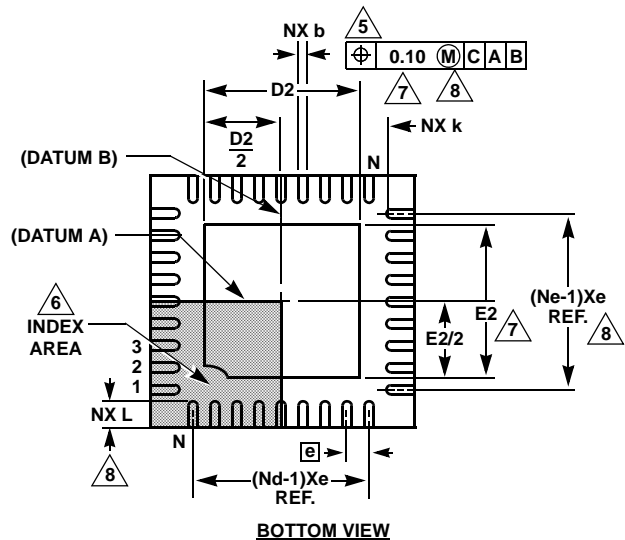 NX b
5
⌖ 0.10 Ⓜ C A B
7
8
D2
D2
2
NX k
(DATUM B)
N
(DATUM A)
6
INDEX
AREA
3
2
1
E2/2
E2
7
(Ne-1)Xe
REF.
8
NX L
8
N
e
(Nd-1)Xe
REF.
BOTTOM VIEW